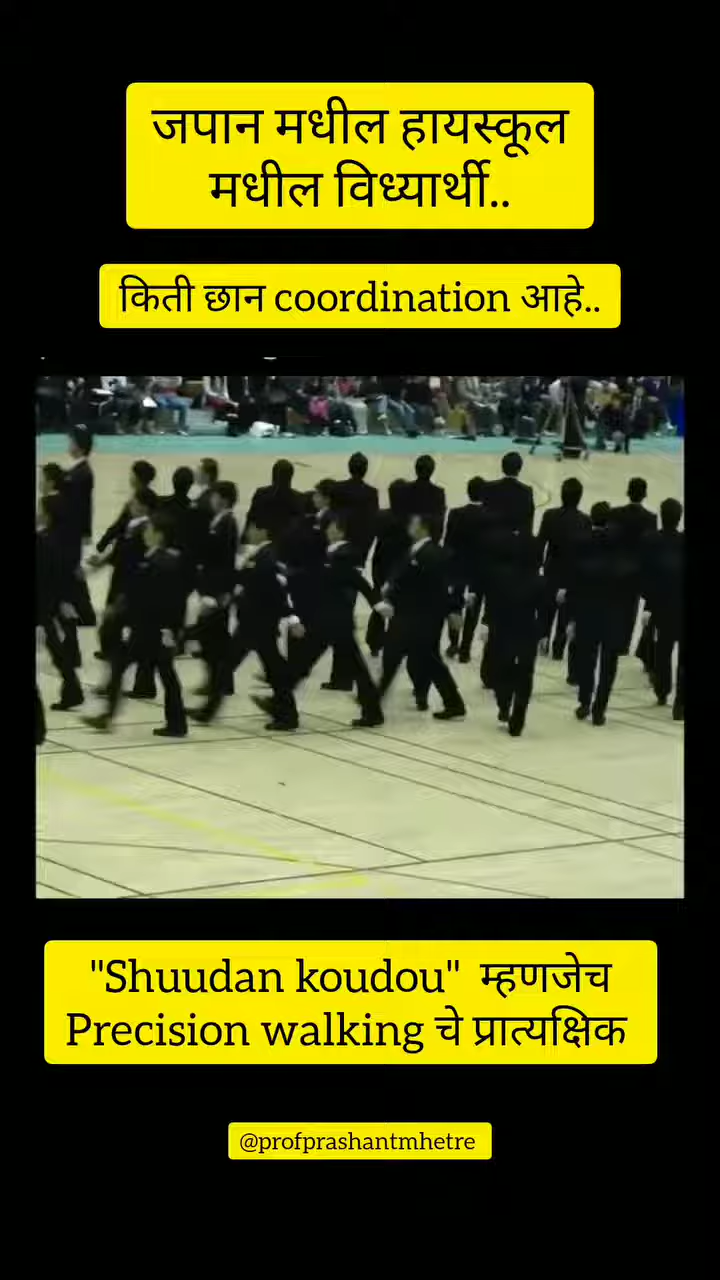 जपान मधील हायस्कूल
मधील विध्यार्थी..
किती छान coordination आहे..
"Shuudan koudou" म्हणजेच
Precision walking चे प्रात्यक्षिक
@profprashantmhetre